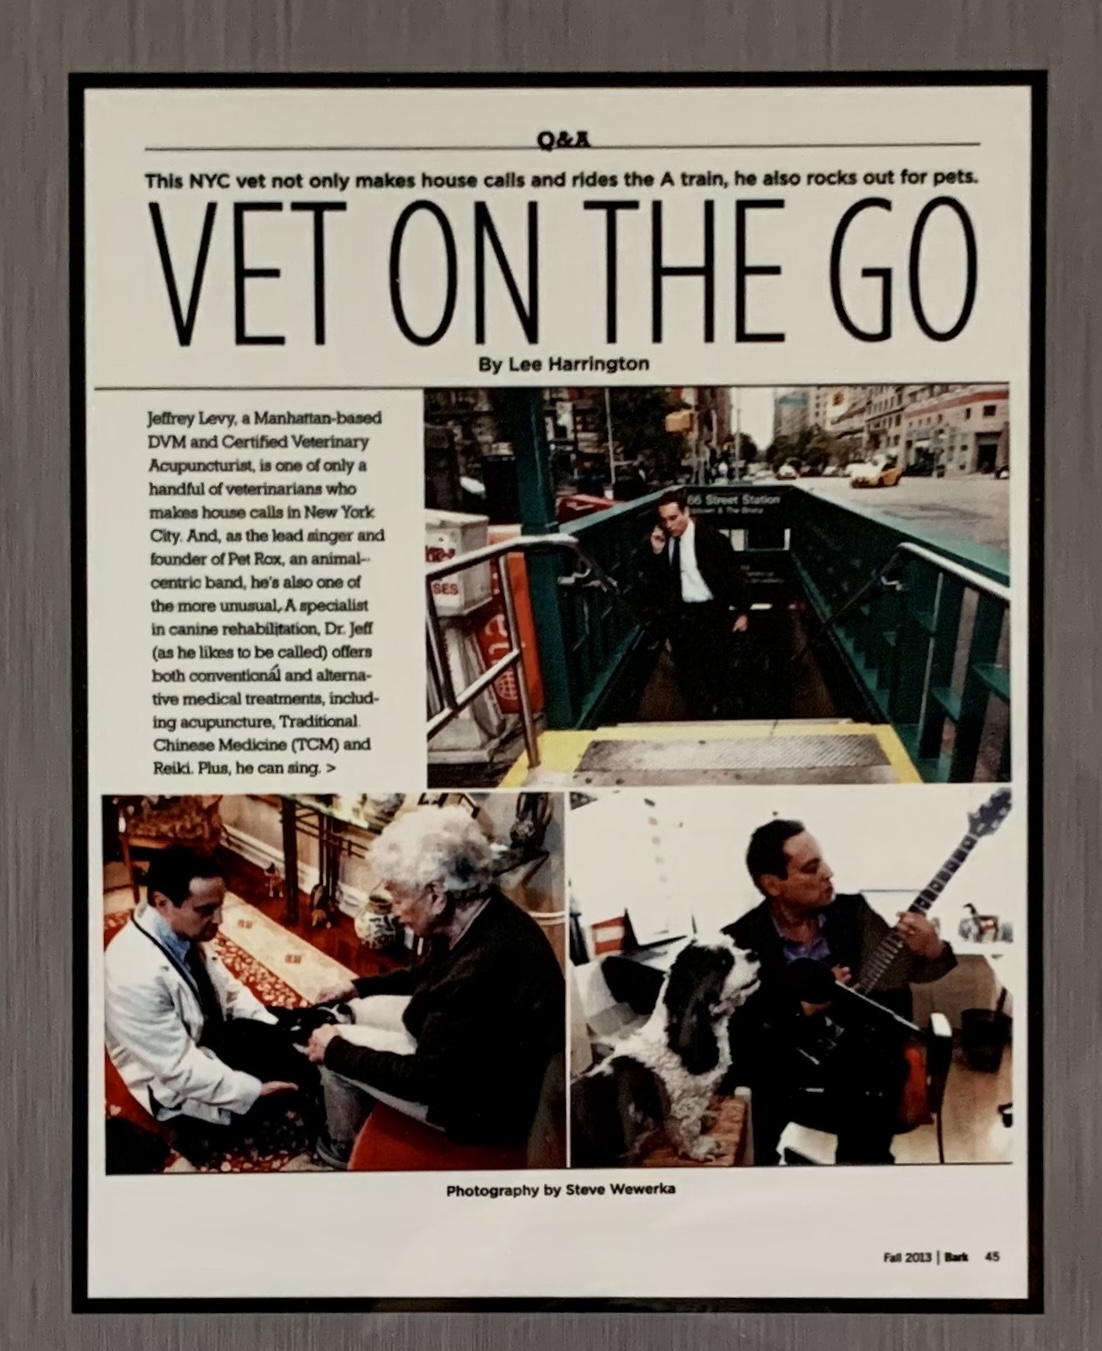 Q&A
This NYC vet not only makes house calls and rides the A train, he also rocks out for pets.
VET ON THE GO
By Lee Harrington
Jeffrey Levy, a Manhattan-based
DVM and Certified Veterinary
Acupuncturist, is one of only a
handful of veterinarians who
makes house calls in New York
City. And, as the lead singer and
founder of Pet Rox, an animal-
centric band, he's also one of
the more unusual. A specialist
in canine rehabilitation, Dr. Jeff
(as he likes to be called) offers
both conventional and alterna-
tive medical treatments, includ-
ing acupuncture, Traditional
Chinese Medicine (TCM) and
Reiki. Plus, he can sing. >
66 Street Station
& The Bronx
SES
Photography by Steve Wewerka
Fall 2013 | Bark 45